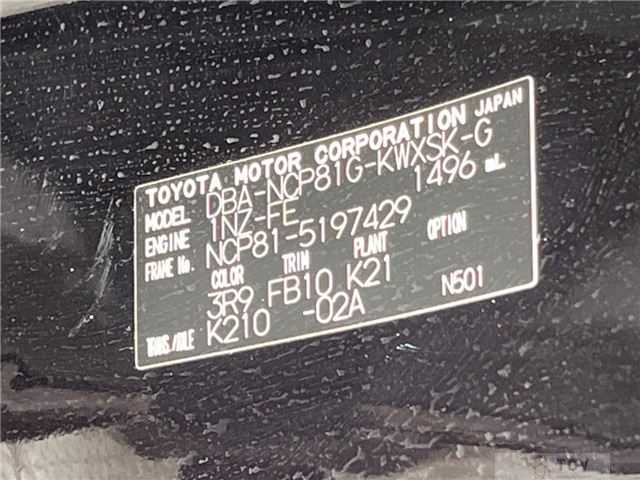 TOYOTA MOTOR CORPORATION JAPAN
MODEL DBA-NCP81G-KWXSK-G
ENGINE 1NZ-FE 1496 mL
FRAME No. NCP81-5197429
COLOR TRIM PLANT OPTION
3R9 FB10 K21
TRANS./AXLE K210 -02A N501
TCV